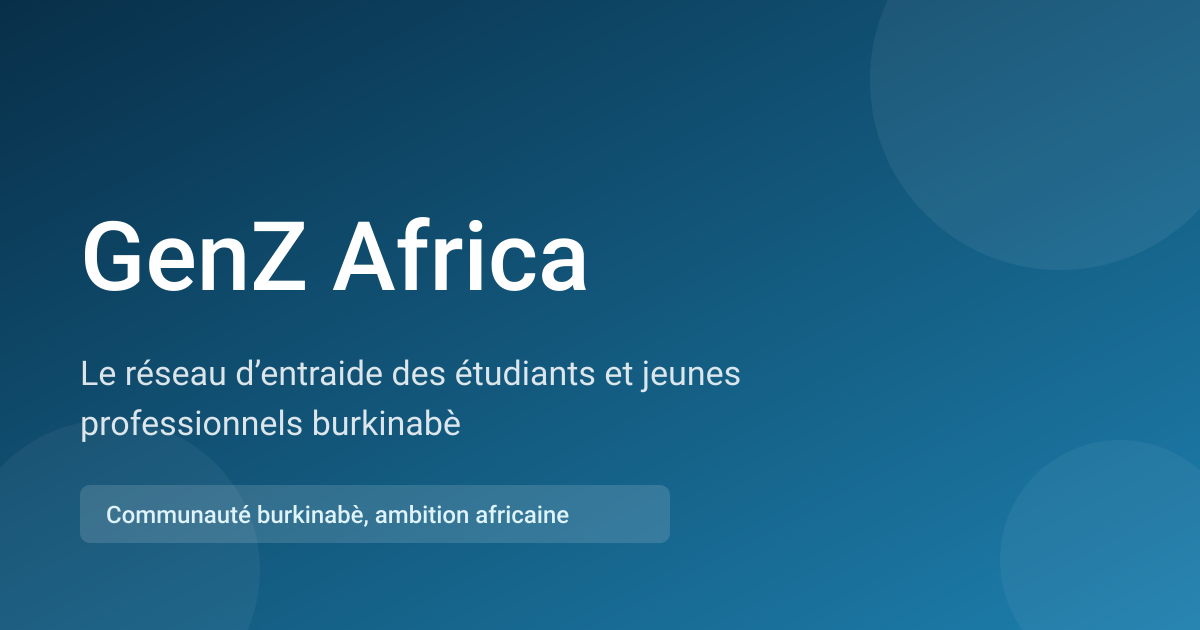 GenZ Africa
Le réseau d’entraide des étudiants et jeunes
professionnels burkinabè
Communauté burkinabè, ambition africaine